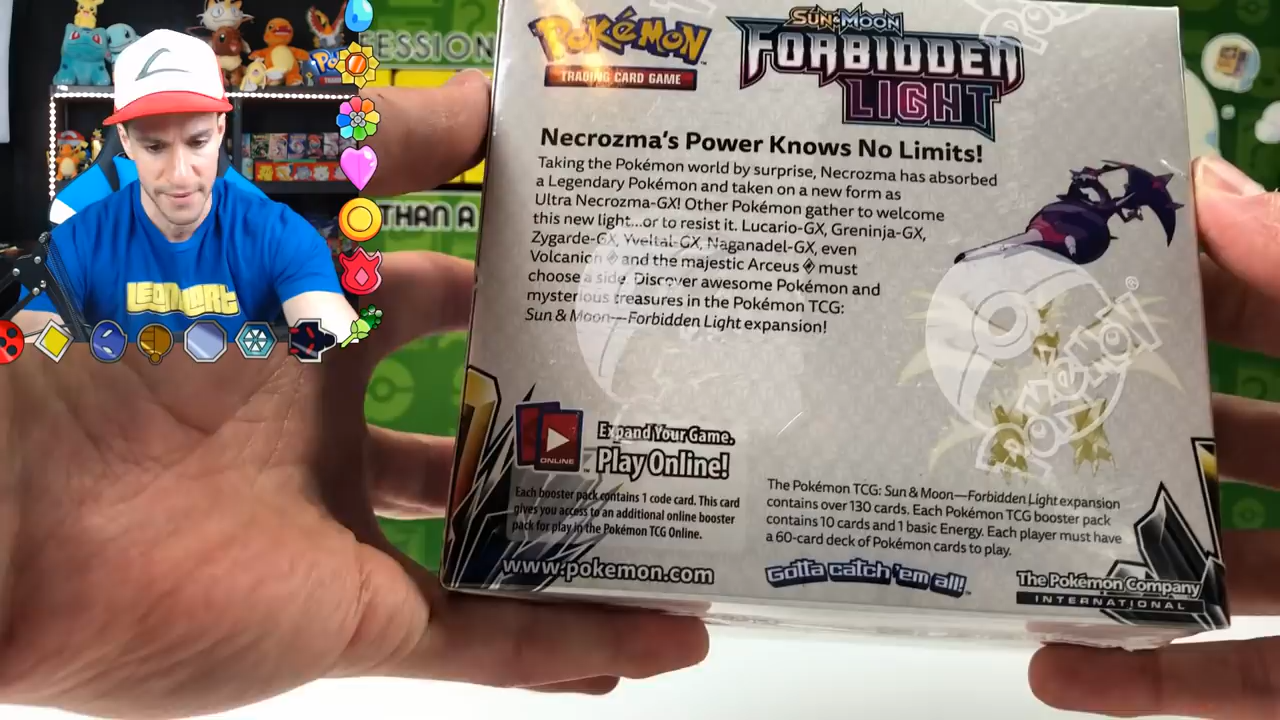 FESSION
THAN A
LEONHART
Pokémon
TRADING CARD GAME
SUN & MOON
FORBIDDEN
LIGHT
Necrozma's Power Knows No Limits!
Taking the Pokémon world by surprise, Necrozma has absorbed
a Legendary Pokémon and taken on a new form as
Ultra Necrozma-GX! Other Pokémon gather to welcome
this new light...or to resist it. Lucario-GX, Greninja-GX,
Zygarde-GX, Yveltal-GX, Naganadel-GX, even
Volcanion ◈ and the majestic Arceus ◈ must
choose a side. Discover awesome Pokémon and
mysterious treasures in the Pokémon TCG:
Sun & Moon—Forbidden Light expansion!
POKéMON
ONLINE
Expand Your Game.
Play Online!
Each booster pack contains 1 code card. This card
gives you access to an additional online booster
pack for play in the Pokémon TCG Online.
www.pokemon.com
The Pokémon TCG: Sun & Moon—Forbidden Light expansion
contains over 130 cards. Each Pokémon TCG booster pack
contains 10 cards and 1 basic Energy. Each player must have
a 60-card deck of Pokémon cards to play.
Gotta catch 'em all!
The Pokémon Company
INTERNATIONAL